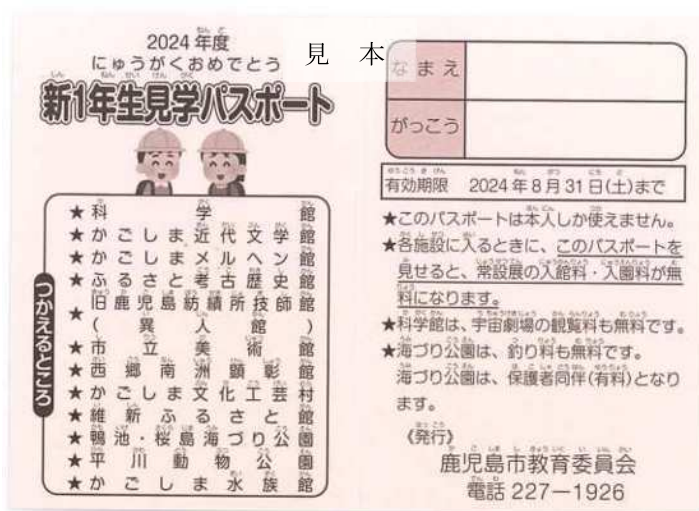 2024年度
にゅうがくおめでとう
新1年生見学パスポート
つかえるところ
★科学館
★かごしま近代文学館
★かごしまメルヘン館
★ふるさと考古歴史館
★旧鹿児島紡績所技師館
(異人館)
★市立美術館
★西郷南洲顕彰館
★かごしま文化工芸村
★維新ふるさと館
★鴨池・桜島海づり公園
★平川動物公園
★かごしま水族館
見本
なまえ
がっこう
有効期限 2024年8月31日(土)まで
★このパスポートは本人しか使えません。
★各施設に入るときに、このパスポートを
見せると、常設展の入館料・入園料が無
料になります。
★科学館は、宇宙劇場の観覧料も無料です。
★海づり公園は、釣り料も無料です。
海づり公園は、保護者同伴(有料)となり
ます。
《発行》
鹿児島市教育委員会
電話 227-1926